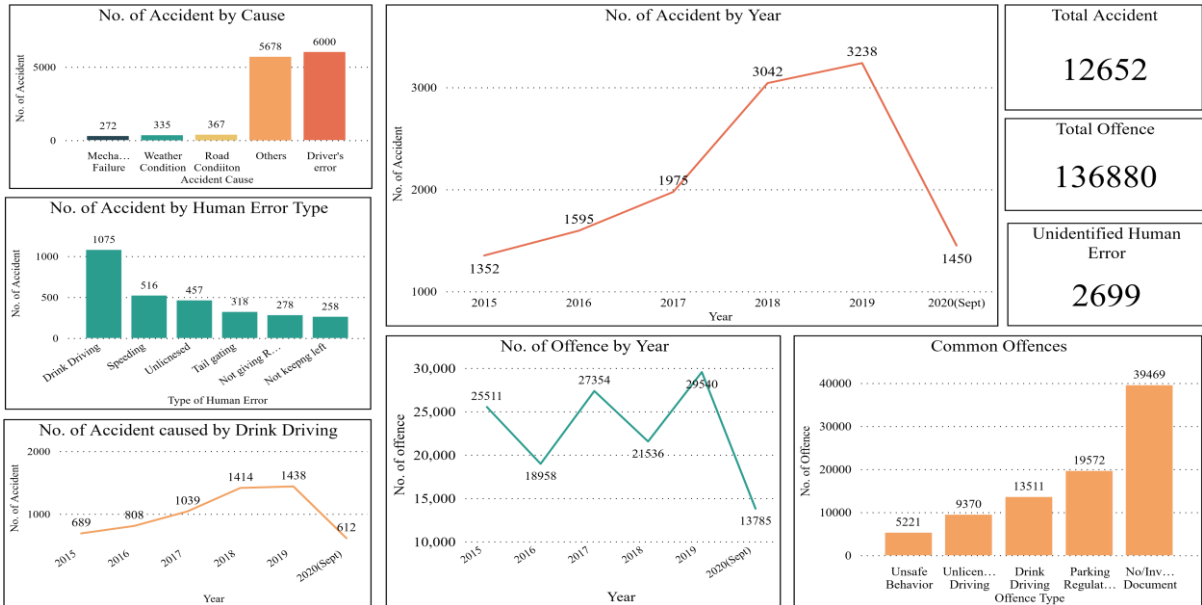 No. of Accident by Cause
No. of Accident
5000
0
272
335
367
5678
6000
Mecha… Failure
Weather Condition
Road Condiiton
Others
Driver's error
Accident Cause
No. of Accident by Human Error Type
No. of Accident
1000
500
0
1075
516
457
318
278
258
Drink Driving
Speeding
Unlicnesed
Tail gating
Not giving R…
Not keepng left
Type of Human Error
No. of Accident caused by Drink Driving
No. of Accident
2000
1000
689
808
1039
1414
1438
612
2015
2016
2017
2018
2019
2020(Sept)
Year
No. of Accident by Year
No. of Accident
3000
2000
1000
1352
1595
1975
3042
3238
1450
2015
2016
2017
2018
2019
2020(Sept)
Year
No. of Offence by Year
No. of offence
30,000
25,000
20,000
15,000
10,000
25511
18958
27354
21536
29540
13785
2015
2016
2017
2018
2019
2020(Sept)
Year
Total Accident
12652
Total Offence
136880
Unidentified Human
Error
2699
Common Offences
No. of Offence
40000
30000
20000
10000
0
5221
9370
13511
19572
39469
Unsafe Behavior
Unlicen… Driving
Drink Driving
Parking Regulat…
No/Inv… Document
Offence Type